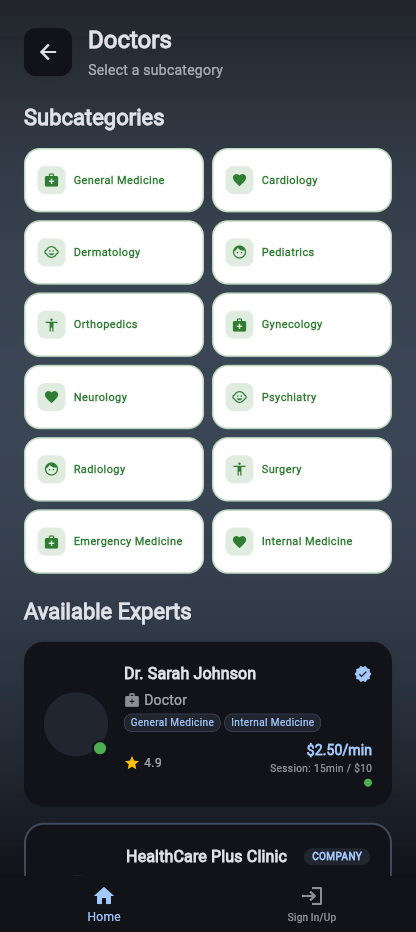 Doctors
Select a subcategory
Subcategories
General Medicine
Cardiology
Dermatology
Pediatrics
Orthopedics
Gynecology
Neurology
Psychiatry
Radiology
Surgery
Emergency Medicine
Internal Medicine
Available Experts
Dr. Sarah Johnson
Doctor
General Medicine Internal Medicine
4.9
$2.50/min
Session: 15min / $10
HealthCare Plus Clinic COMPANY
Home
Sign In/Up